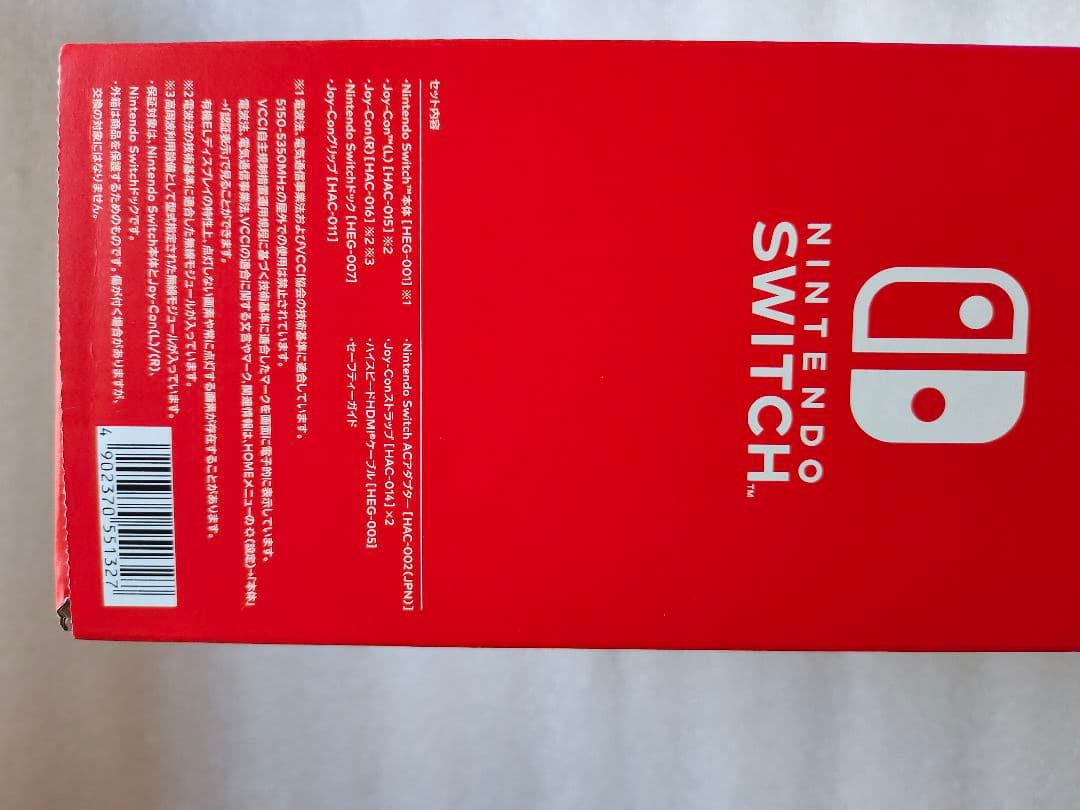 NINTENDO
SWITCH™
セット内容
・Nintendo Switch™本体 [HEG-001] ※1
・Joy-Con™(L) [HAC-015] ※2
・Joy-Con(R) [HAC-016] ※2 ※3
・Nintendo Switchドック [HEG-007]
・Joy-Conグリップ [HAC-011]
・Nintendo Switch ACアダプター [HAC-002(JPN)]
・Joy-Conストラップ [HAC-014]×2
・ハイスピードHDMI®ケーブル [HEG-005]
・セーフティーガイド
※1 電波法、電気通信事業法およびVCCI協会の技術基準に適合しています。
5150-5350MHzの屋外での使用は禁止されています。
VCCI自主規制措置運用規程に基づく技術基準に適合したマークを画面に電子的に表示しています。
電波法、電気通信事業法、VCCIの適合に関する文言やマーク、関連情報は、HOMEメニューの(設定)→「本体」
→「認証表示」で見ることができます。
有機ELディスプレイの特性上、点灯しない画素や常に点灯する画素が存在することがあります。
※2 電波法の技術基準に適合した無線モジュールが入っています。
※3 高周波利用設備として型式指定された無線モジュールが入っています。
・保証対象は、Nintendo Switch本体とJoy-Con(L)/(R)、
Nintendo Switchドックです。
・外箱は商品を保護するためのものです。傷が付く場合がありますが、
交換の対象にはなりません。
4 902370 551327